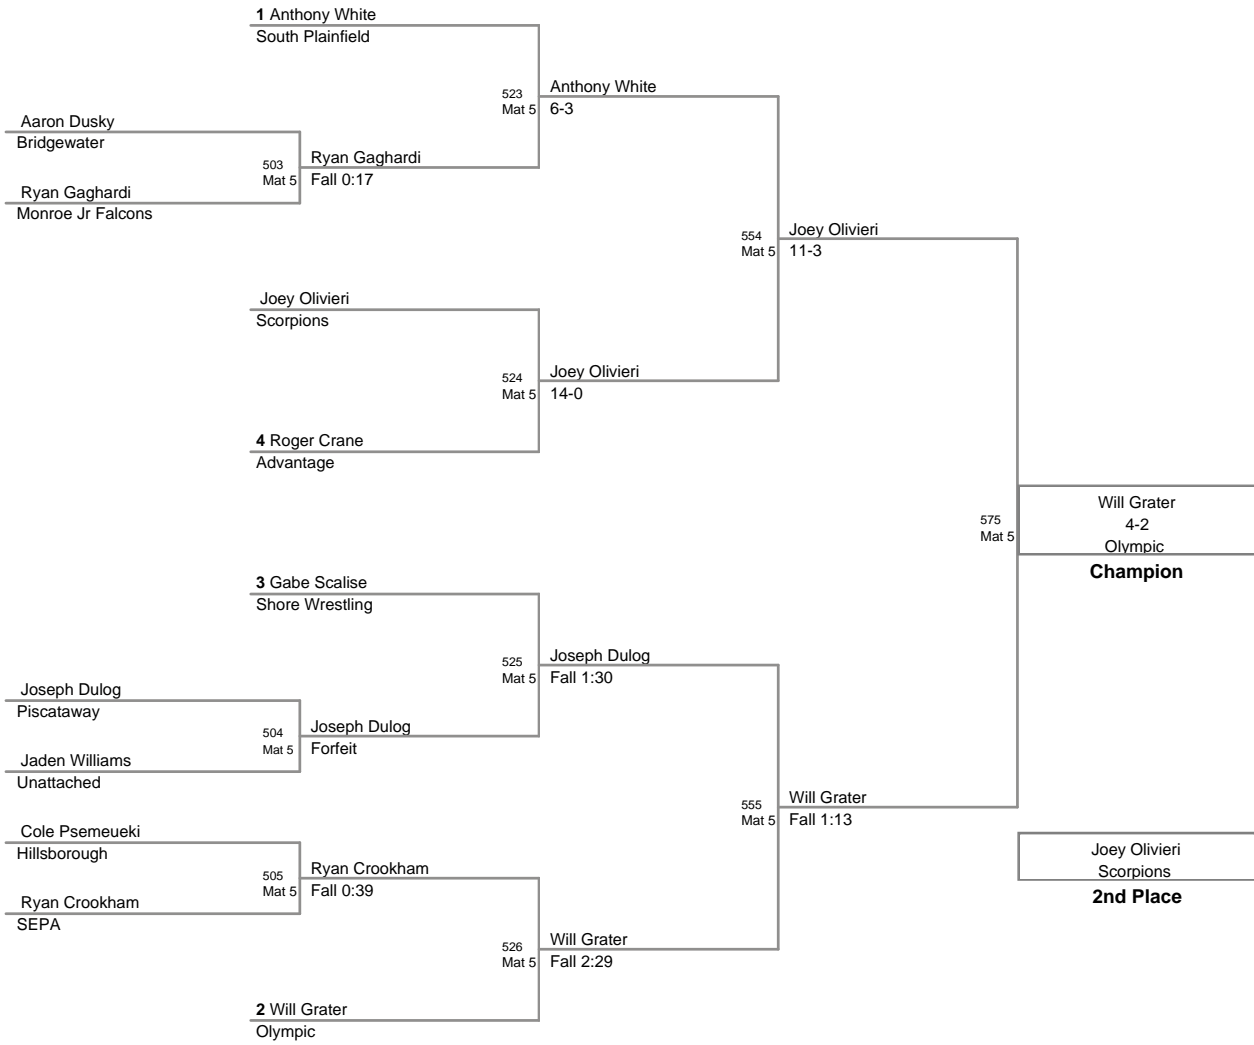 1 Anthony White
South Plainfield
523
Mat 5
Anthony White
6-3
Aaron Dusky
Bridgewater
503
Mat 5
Ryan Gaghardi
Fall 0:17
Ryan Gaghardi
Monroe Jr Falcons
554
Mat 5
Joey Olivieri
11-3
Joey Olivieri
Scorpions
524
Mat 5
Joey Olivieri
14-0
4 Roger Crane
Advantage
575
Mat 5
Will Grater
4-2
Olympic
Champion
3 Gabe Scalise
Shore Wrestling
525
Mat 5
Joseph Dulog
Fall 1:30
Joseph Dulog
Piscataway
504
Mat 5
Joseph Dulog
Forfeit
Jaden Williams
Unattached
555
Mat 5
Will Grater
Fall 1:13
Cole Psemeueki
Hillsborough
505
Mat 5
Ryan Crookham
Fall 0:39
Ryan Crookham
SEPA
Joey Olivieri
Scorpions
2nd Place
526
Mat 5
Will Grater
Fall 2:29
2 Will Grater
Olympic